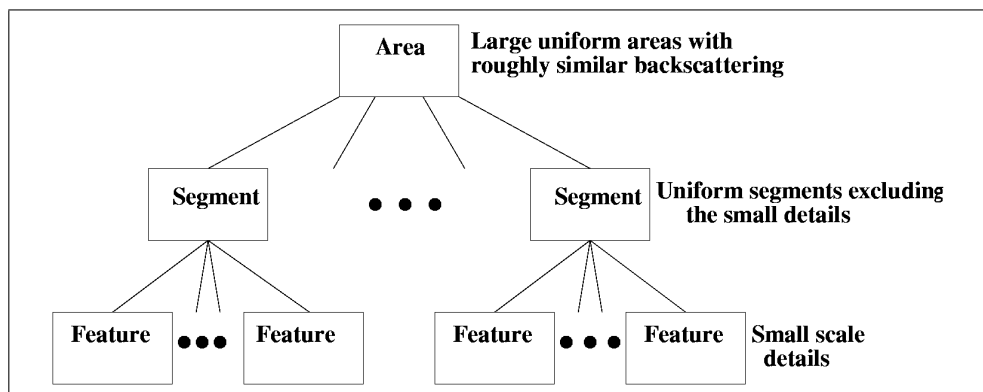 Area
Large uniform areas with
roughly similar backscattering
Segment
Segment
Uniform segments excluding
the small details
Feature
Feature
Feature
Feature
Small scale
details